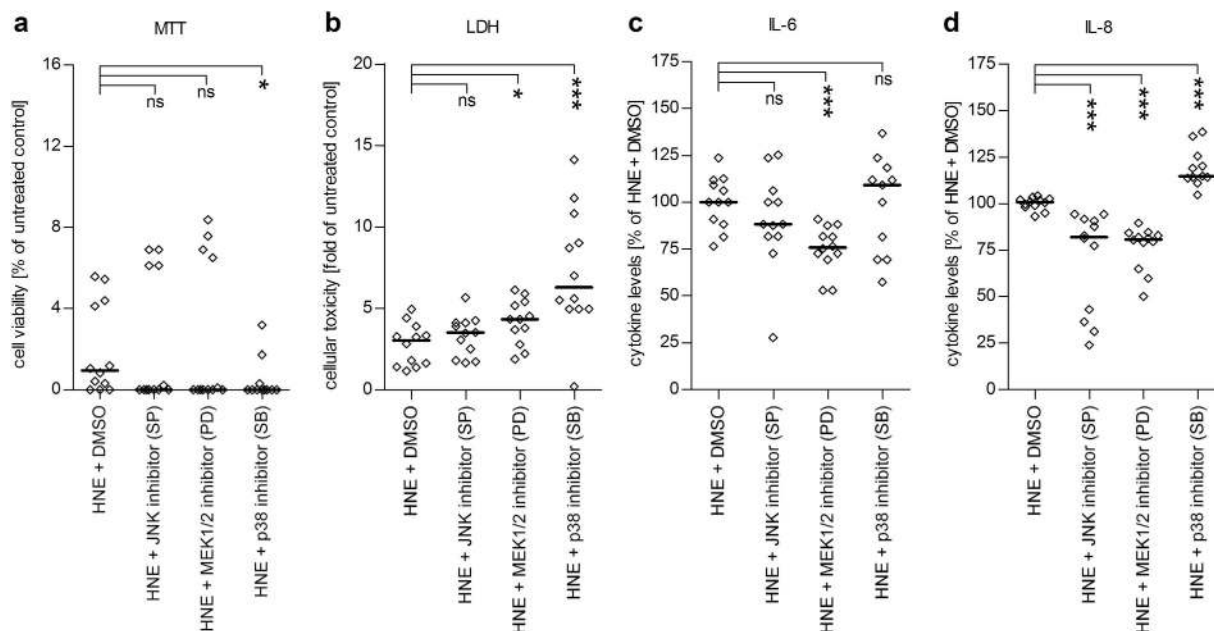 a
MTT
cell viability [% of untreated control]
16
12
8
4
0
ns
ns
*
HNE + DMSO
HNE + JNK inhibitor (SP)
HNE + MEK1/2 inhibitor (PD)
HNE + p38 inhibitor (SB)
b
LDH
cellular toxicity [fold of untreated control]
20
15
10
5
0
ns
*
***
HNE + DMSO
HNE + JNK inhibitor (SP)
HNE + MEK1/2 inhibitor (PD)
HNE + p38 inhibitor (SB)
c
IL-6
cytokine levels [% of HNE + DMSO]
175
150
125
100
75
50
25
0
ns
***
ns
HNE + DMSO
HNE + JNK inhibitor (SP)
HNE + MEK1/2 inhibitor (PD)
HNE + p38 inhibitor (SB)
d
IL-8
cytokine levels [% of HNE + DMSO]
175
150
125
100
75
50
25
0
***
***
***
HNE + DMSO
HNE + JNK inhibitor (SP)
HNE + MEK1/2 inhibitor (PD)
HNE + p38 inhibitor (SB)